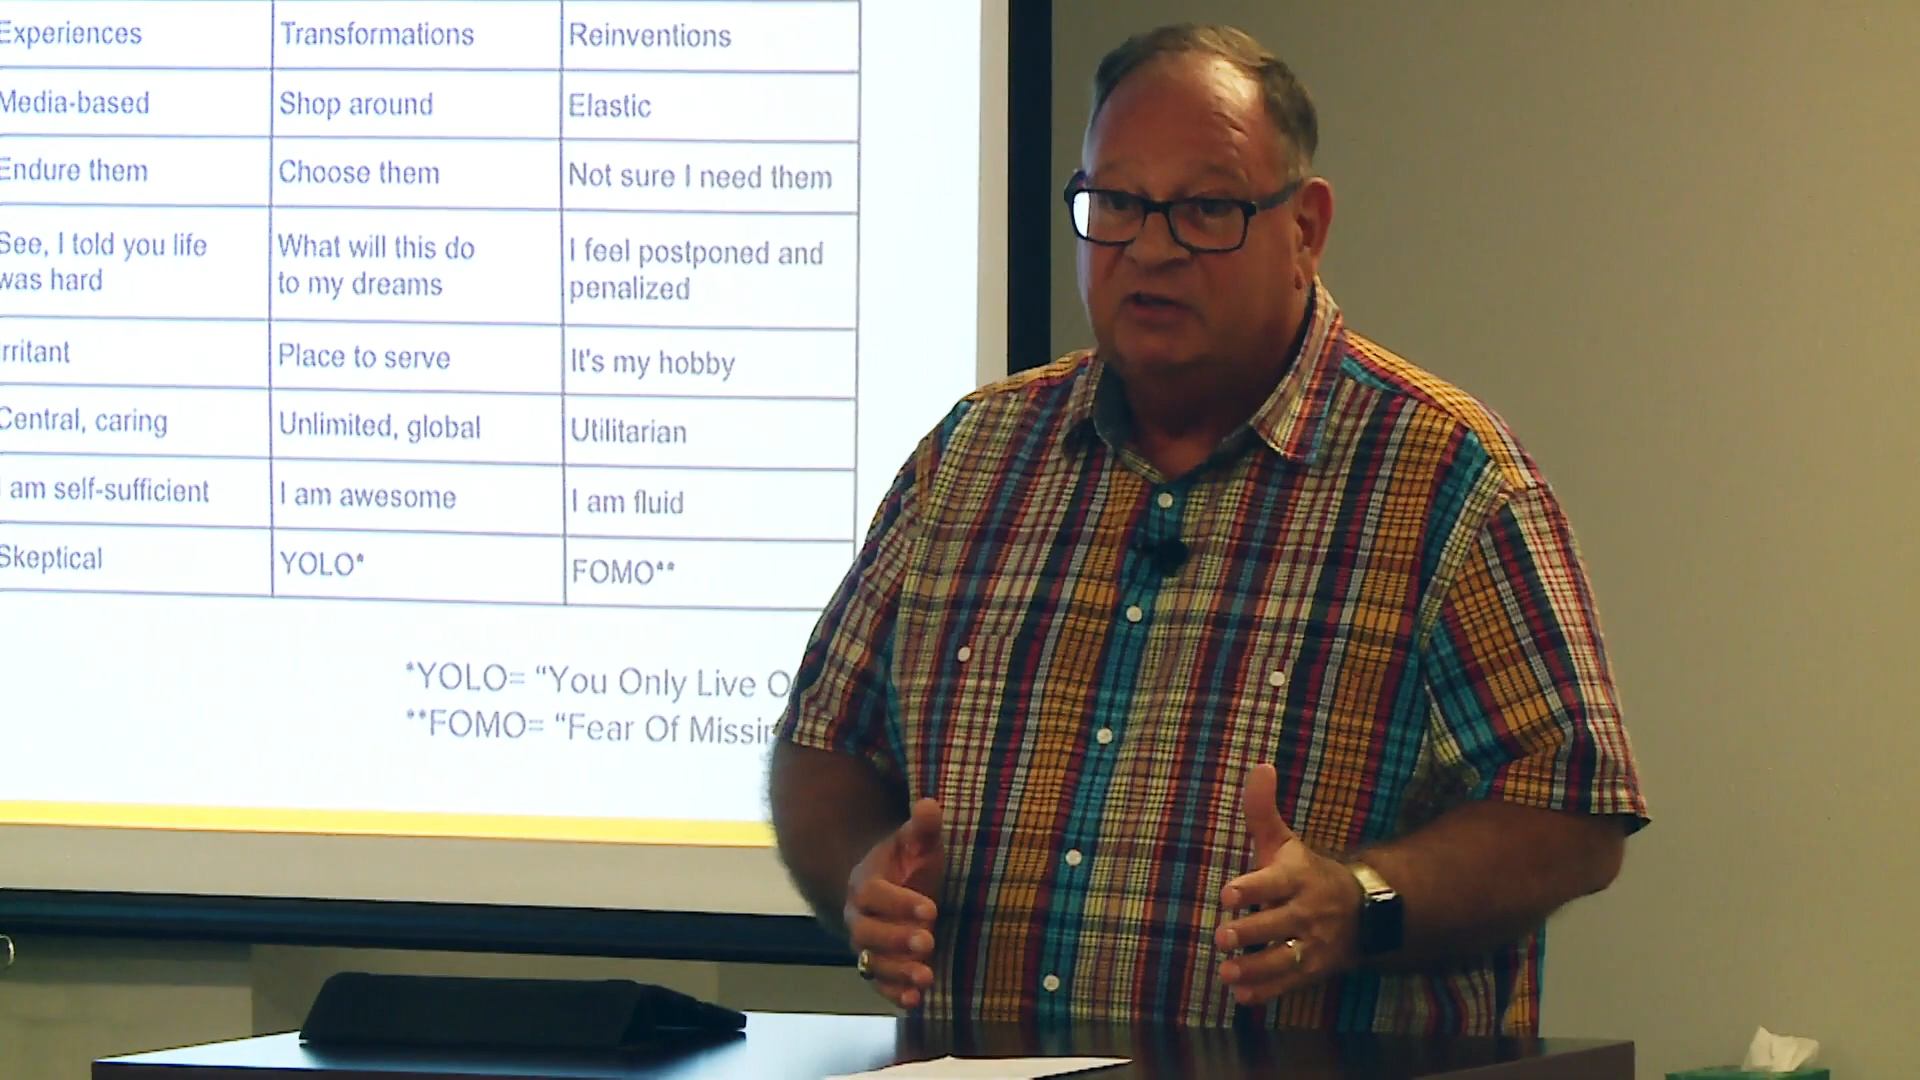 Experiences Transformations Reinventions
Media-based Shop around Elastic
Endure them Choose them Not sure I need them
See, I told you life What will this do I feel postponed and
was hard to my dreams penalized
Irritant Place to serve It's my hobby
Central, caring Unlimited, global Utilitarian
I am self-sufficient I am awesome I am fluid
Skeptical YOLO* FOMO**
*YOLO= “You Only Live
**FOMO= “Fear Of